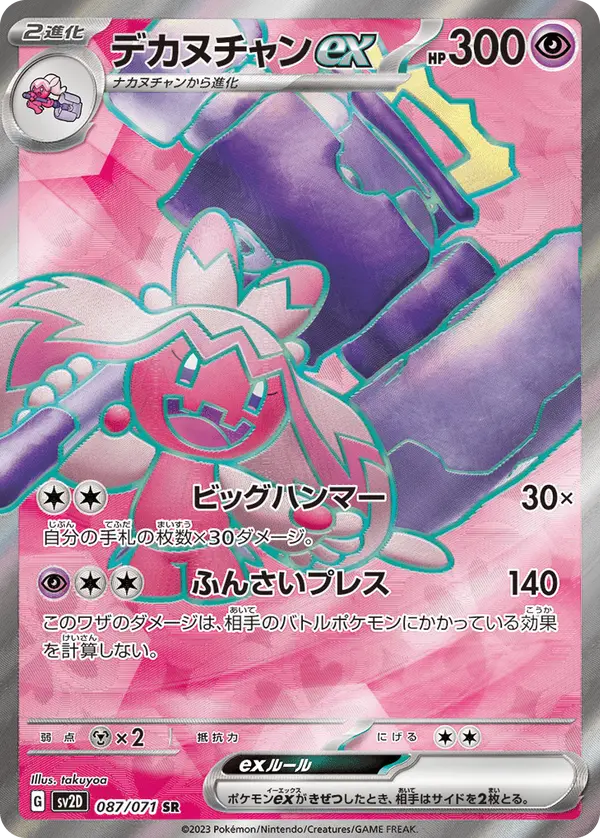 2進化
デカヌチャンex
HP300
ナカヌチャンから進化
ビッグハンマー 30×
自分の手札の枚数×30ダメージ。
ふんさいプレス 140
このワザのダメージは、相手のバトルポケモンにかかっている効果
を計算しない。
弱点 ×2 抵抗力 にげる
exルール
ポケモンexがきぜつしたとき、相手はサイドを2枚とる。
Illus. takuyoa
G sv2D 087/071 SR
©2023 Pokémon/Nintendo/Creatures/GAME FREAK.